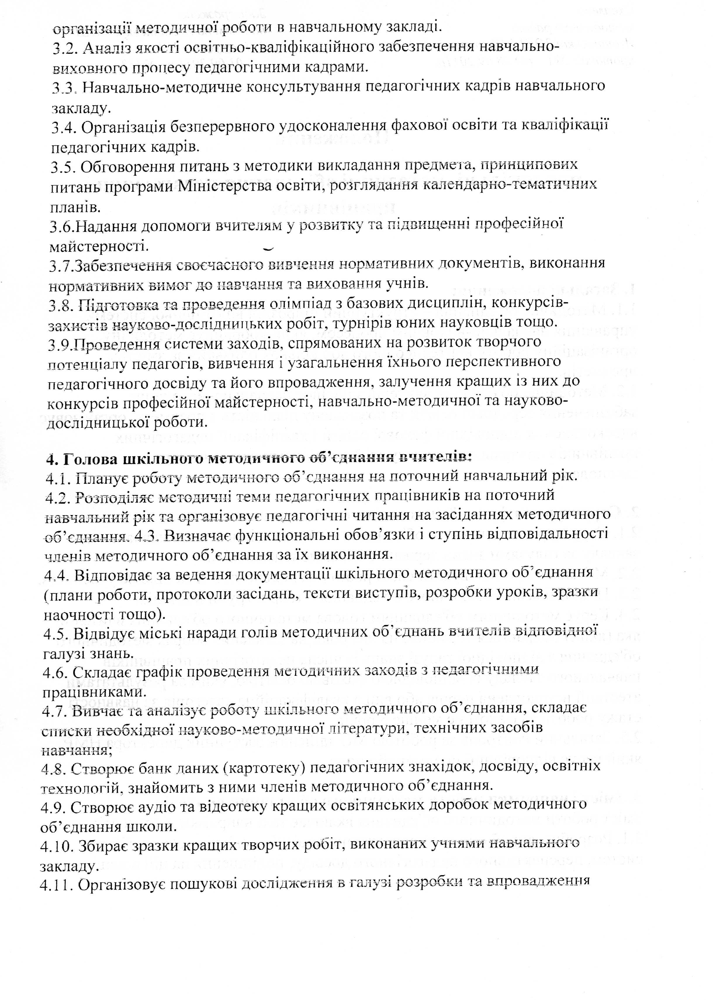 організації методичної роботи в навчальному закладі.
3.2. Аналіз якості освітньо-кваліфікаційного забезпечення навчально-
виховного процесу педагогічними кадрами.
3.3. Навчально-методичне консультування педагогічних кадрів навчального
закладу.
3.4. Організація безперервного удосконалення фахової освіти та кваліфікації
педагогічних кадрів.
3.5. Обговорення питань з методики викладання предмета, принципових
питань програми Міністерства освіти, розглядання календарно-тематичних
планів.
3.6.Надання допомоги вчителям у розвитку та підвищенні професійної
майстерності.
3.7.Забезпечення своєчасного вивчення нормативних документів, виконання
нормативних вимог до навчання та виховання учнів.
3.8. Підготовка та проведення олімпіад з базових дисциплін, конкурсів-
захистів науково-дослідницьких робіт, турнірів юних науковців тощо.
3.9.Проведення системи заходів, спрямованих на розвиток творчого
потенціалу педагогів, вивчення і узагальнення їхнього перспективного
педагогічного досвіду та його впровадження, залучення кращих із них до
конкурсів професійної майстерності, навчально-методичної та науково-
дослідницької роботи.
4. Голова шкільного методичного об’єднання вчителів:
4.1. Планує роботу методичного об’єднання на поточний навчальний рік.
4.2. Розподіляє методичні теми педагогічних працівників на поточний
навчальний рік та організовує педагогічні читання на засіданнях методичного
об’єднання. 4.3. Визначає функціональні обов’язки і ступінь відповідальності
членів методичного об’єднання за їх виконання.
4.4. Відповідає за ведення документації шкільного методичного об’єднання
(плани роботи, протоколи засідань, тексти виступів, розробки уроків, зразки
наочності тощо).
4.5. Відвідує міські наради голів методичних об’єднань вчителів відповідної
галузі знань.
4.6. Складає графік проведення методичних заходів з педагогічними
працівниками.
4.7. Вивчає та аналізує роботу шкільного методичного об’єднання, складає
списки необхідної науково-методичної літератури, технічних засобів
навчання;
4.8. Створює банк даних (картотеку) педагогічних знахідок, досвіду, освітніх
технологій, знайомить з ними членів методичного об’єднання.
4.9. Створює аудіо та відеотеку кращих освітянських доробок методичного
об’єднання школи.
4.10. Збирає зразки кращих творчих робіт, виконаних учнями навчального
закладу.
4.11. Організовує пошукові дослідження в галузі розробки та впровадження